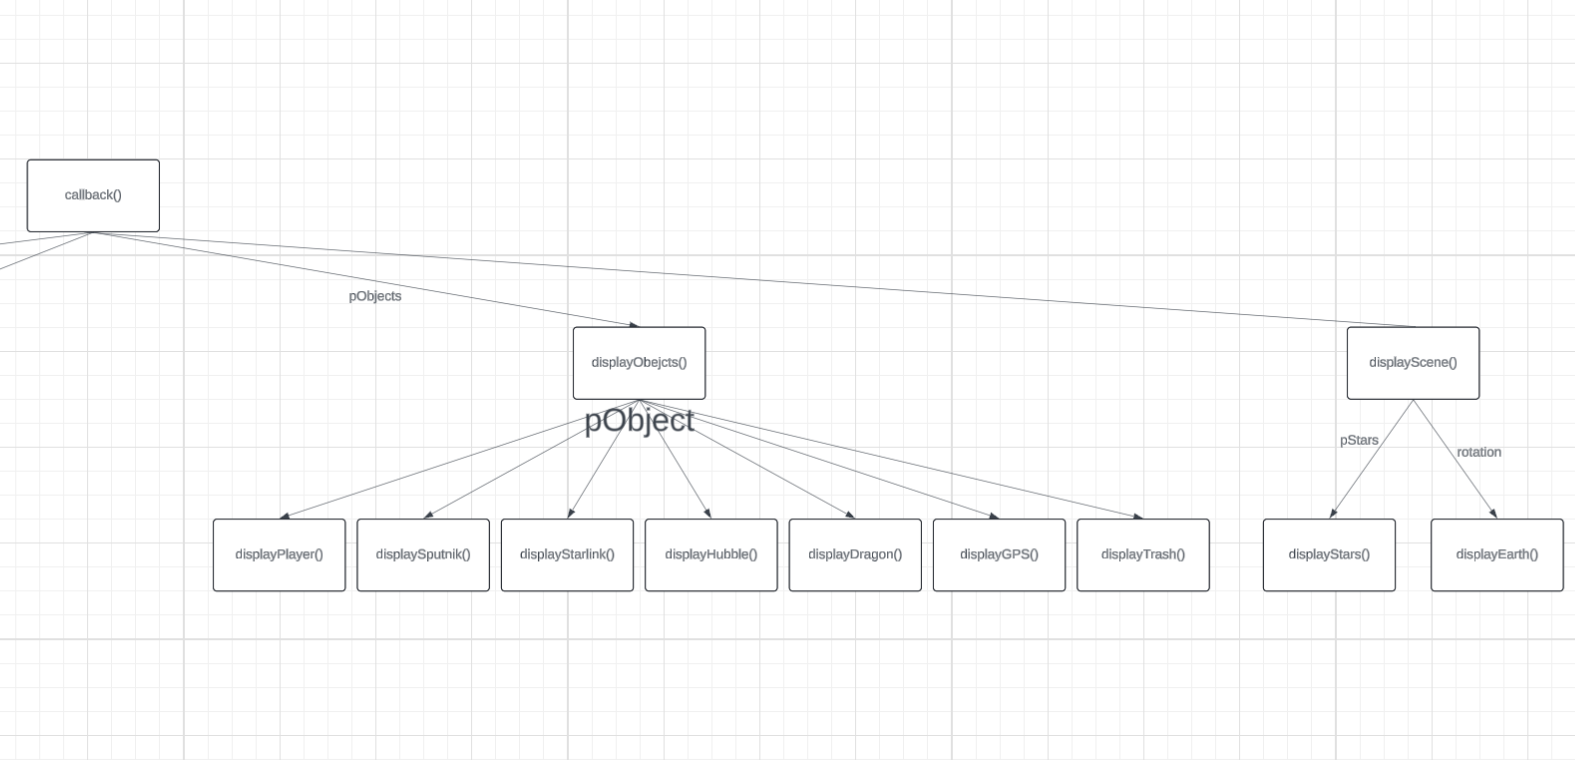 callback()
pObjects
displayObejcts()
displayScene()
pObject
pStars
rotation
displayPlayer()
displaySputnik()
displayStarlink()
displayHubble()
displayDragon()
displayGPS()
displayTrash()
displayStars()
displayEarth()